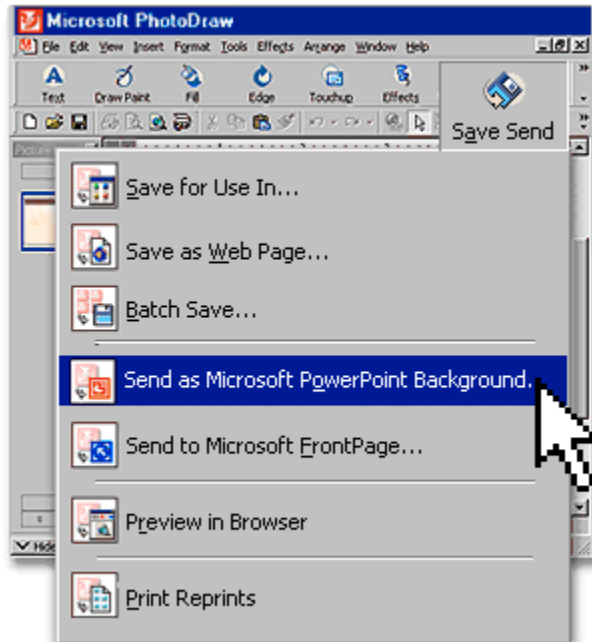 Microsoft PhotoDraw
File Edit View Insert Format Tools Effects Arrange Window Help
Text Draw Paint Fill Edge Touchup Effects
Save Send
Save for Use In...
Save as Web Page...
Batch Save...
Send as Microsoft PowerPoint Background.
Send to Microsoft FrontPage...
Preview in Browser
Print Reprints
Hide